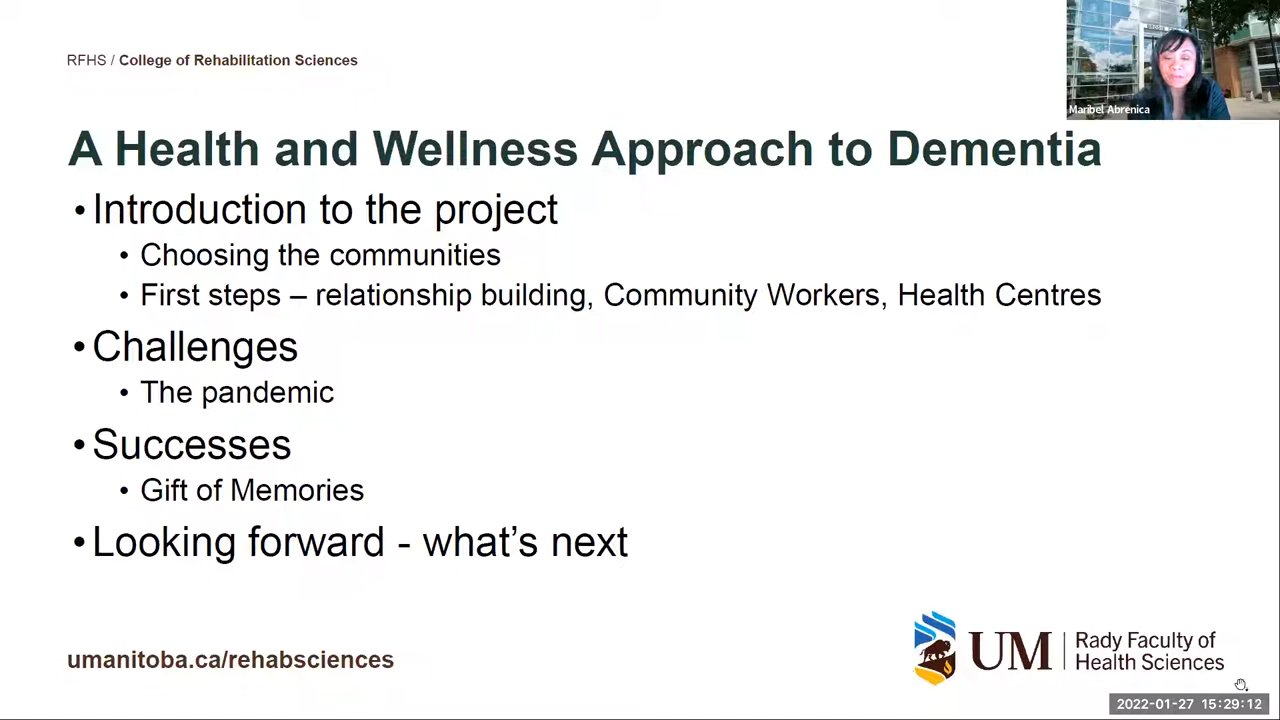 RFHS / College of Rehabilitation Sciences
Maribel Abrenica
A Health and Wellness Approach to Dementia
• Introduction to the project
• Choosing the communities
• First steps – relationship building, Community Workers, Health Centres
• Challenges
• The pandemic
• Successes
• Gift of Memories
• Looking forward - what’s next
umanitoba.ca/rehabsciences
UM
Rady Faculty of
Health Sciences
2022-01-27 15:29:12